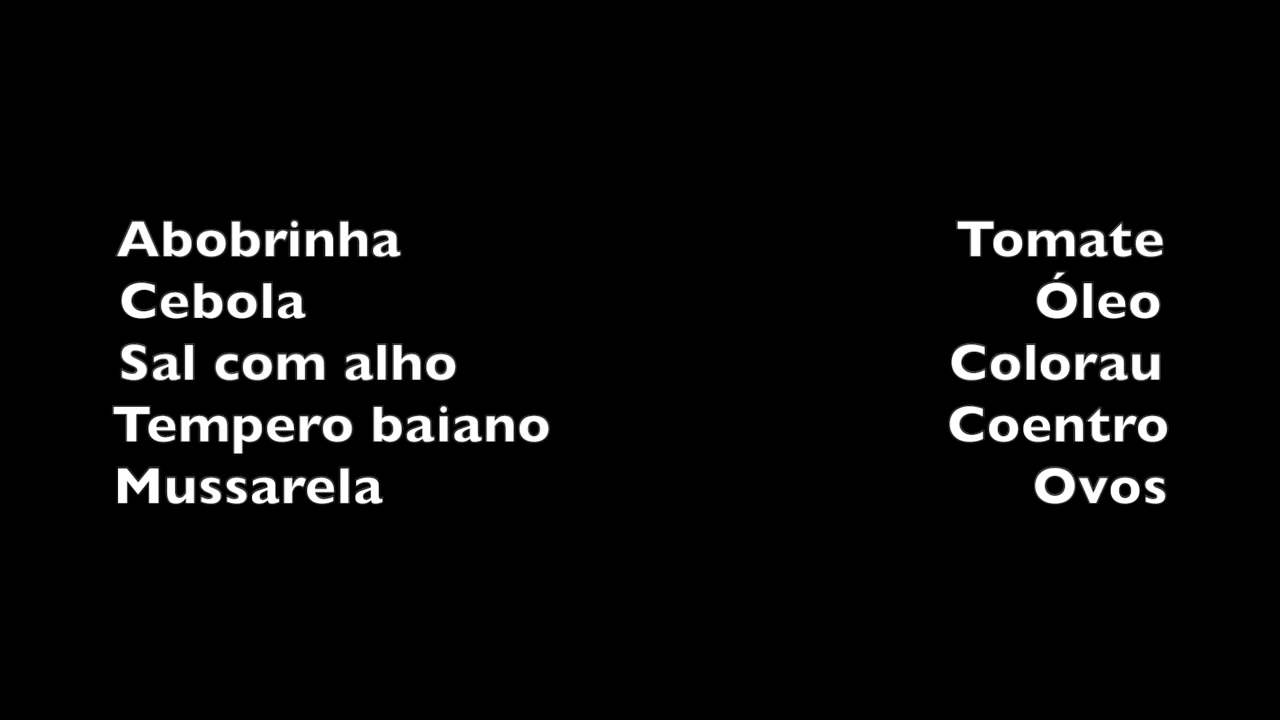 Abobrinha Tomate
Cebola Óleo
Sal com alho Colorau
Tempero baiano Coentro
Mussarela Ovos